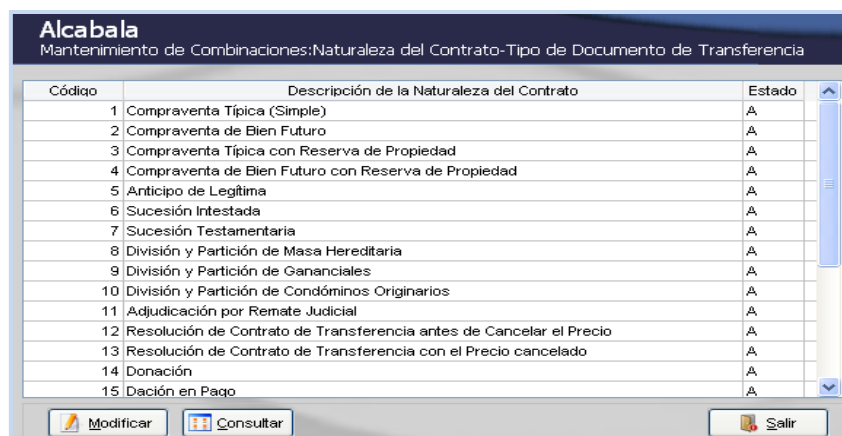 Alcabala
Mantenimiento de Combinaciones:Naturaleza del Contrato-Tipo de Documento de Transferencia
Código Descripción de la Naturaleza del Contrato Estado
1 Compraventa Típica (Simple) A
2 Compraventa de Bien Futuro A
3 Compraventa Típica con Reserva de Propiedad A
4 Compraventa de Bien Futuro con Reserva de Propiedad A
5 Anticipo de Legítima A
6 Sucesión Intestada A
7 Sucesión Testamentaria A
8 División y Partición de Masa Hereditaria A
9 División y Partición de Gananciales A
10 División y Partición de Condóminos Originarios A
11 Adjudicación por Remate Judicial A
12 Resolución de Contrato de Transferencia antes de Cancelar el Precio A
13 Resolución de Contrato de Transferencia con el Precio cancelado A
14 Donación A
15 Dación en Pago A
Modificar Consultar Salir